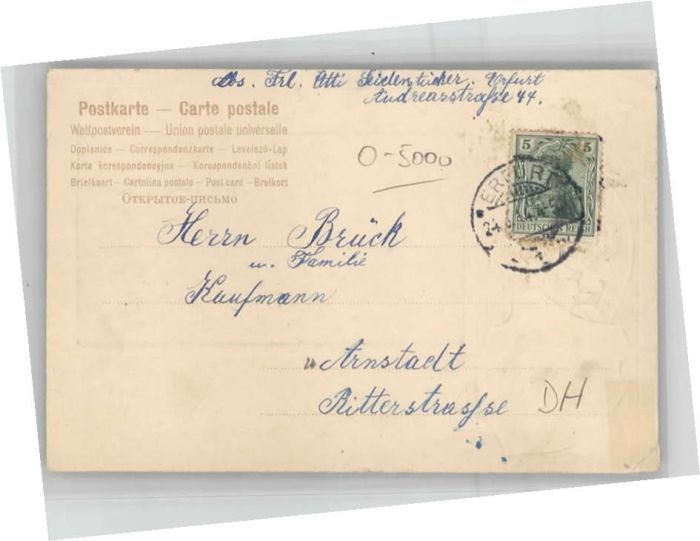 Abs. Frl. Otti Seidenstücker. Erfurt
Andreasstraße 44.
Postkarte — Carte postale
Weltpostverein — Union postale universelle
Dopisnice — Correspondenzkarte — Levelező-Lap
Karta korespondencyjna — Korespondenční lístek
Briefkaart — Cartolina postale — Post card — Brefkort
ОТКРЫТОЕ-ПИСЬМО
O-5000
5 5
DEUTSCHES REICH
ERFURT
Herrn Brück
u. Familie
Kaufmann
Arnstadt
Ritterstrasse
DH